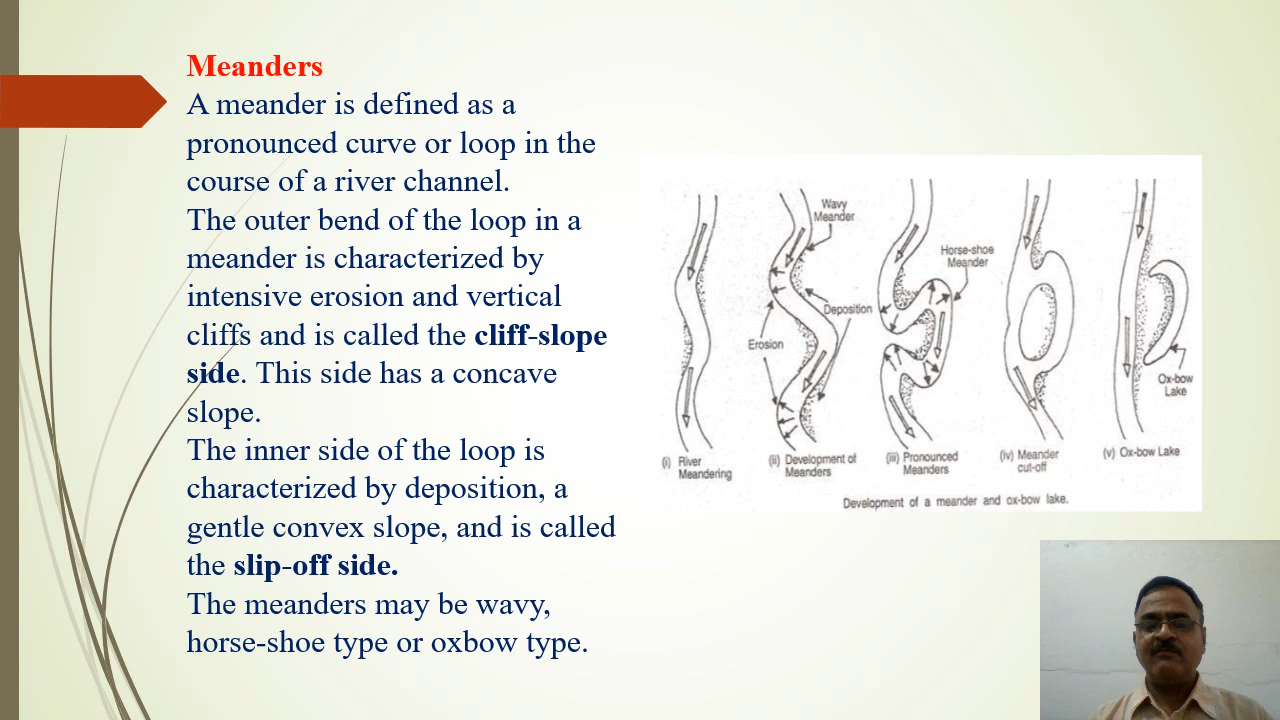 Meanders
A meander is defined as a
pronounced curve or loop in the
course of a river channel.
The outer bend of the loop in a
meander is characterized by
intensive erosion and vertical
cliffs and is called the cliff-slope
side. This side has a concave
slope.
The inner side of the loop is
characterized by deposition, a
gentle convex slope, and is called
the slip-off side.
The meanders may be wavy,
horse-shoe type or oxbow type.
Wavy
Meander
Horse-shoe
Meander
Deposition
Erosion
Ox-bow
Lake
(i) River
Meandering
(ii) Development of
Meanders
(iii) Pronounced
Meanders
(iv) Meander
cut-off
(v) Ox-bow Lake
Development of a meander and ox-bow lake.